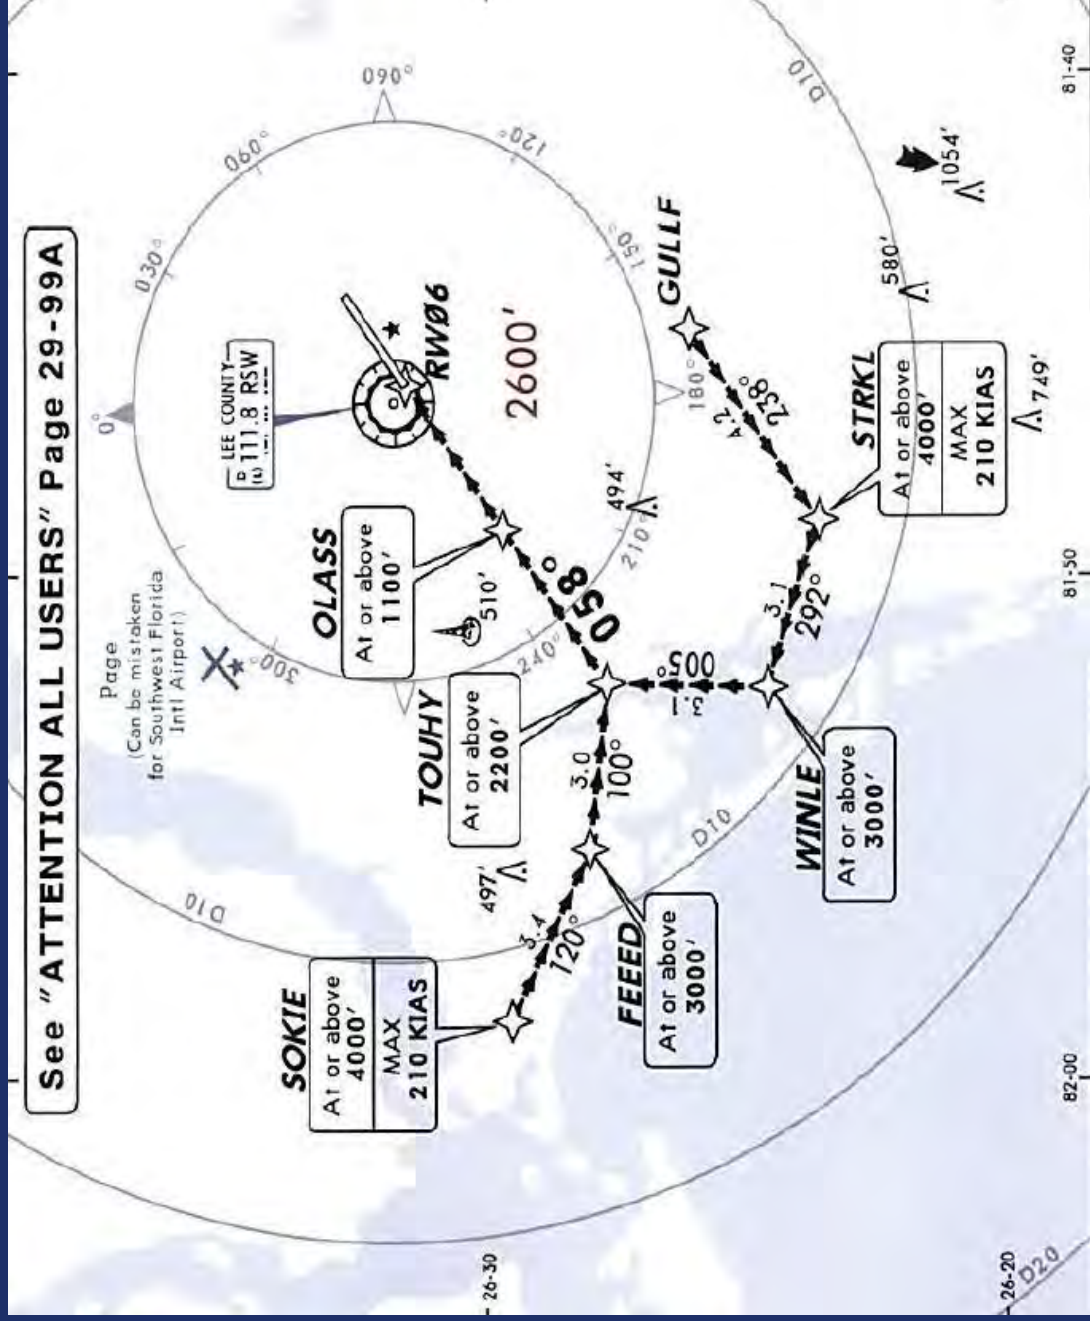 See "ATTENTION ALL USERS" Page 29-99A
Page
(Can be mistaken
for Southwest Florida
Intl Airport)
LEE COUNTY
D 111.8 RSW
0°
030°
060°
090°
120°
150°
180°
210°
240°
300°
D10
D10
D10
D20
SOKIE
At or above
4000'
MAX
210 KIAS
3.4
120°
497'
FEEED
At or above
3000'
3.0
100°
TOUHY
At or above
2200'
OLASS
At or above
1100'
510'
058°
RWØ6
2600'
494'
GULLF
4.2
238°
STRKL
At or above
4000'
MAX
210 KIAS
3.1
292°
WINLE
At or above
3000'
3.1
005°
580'
1054'
749'
26-30
26-20
82-00
81-50
81-40